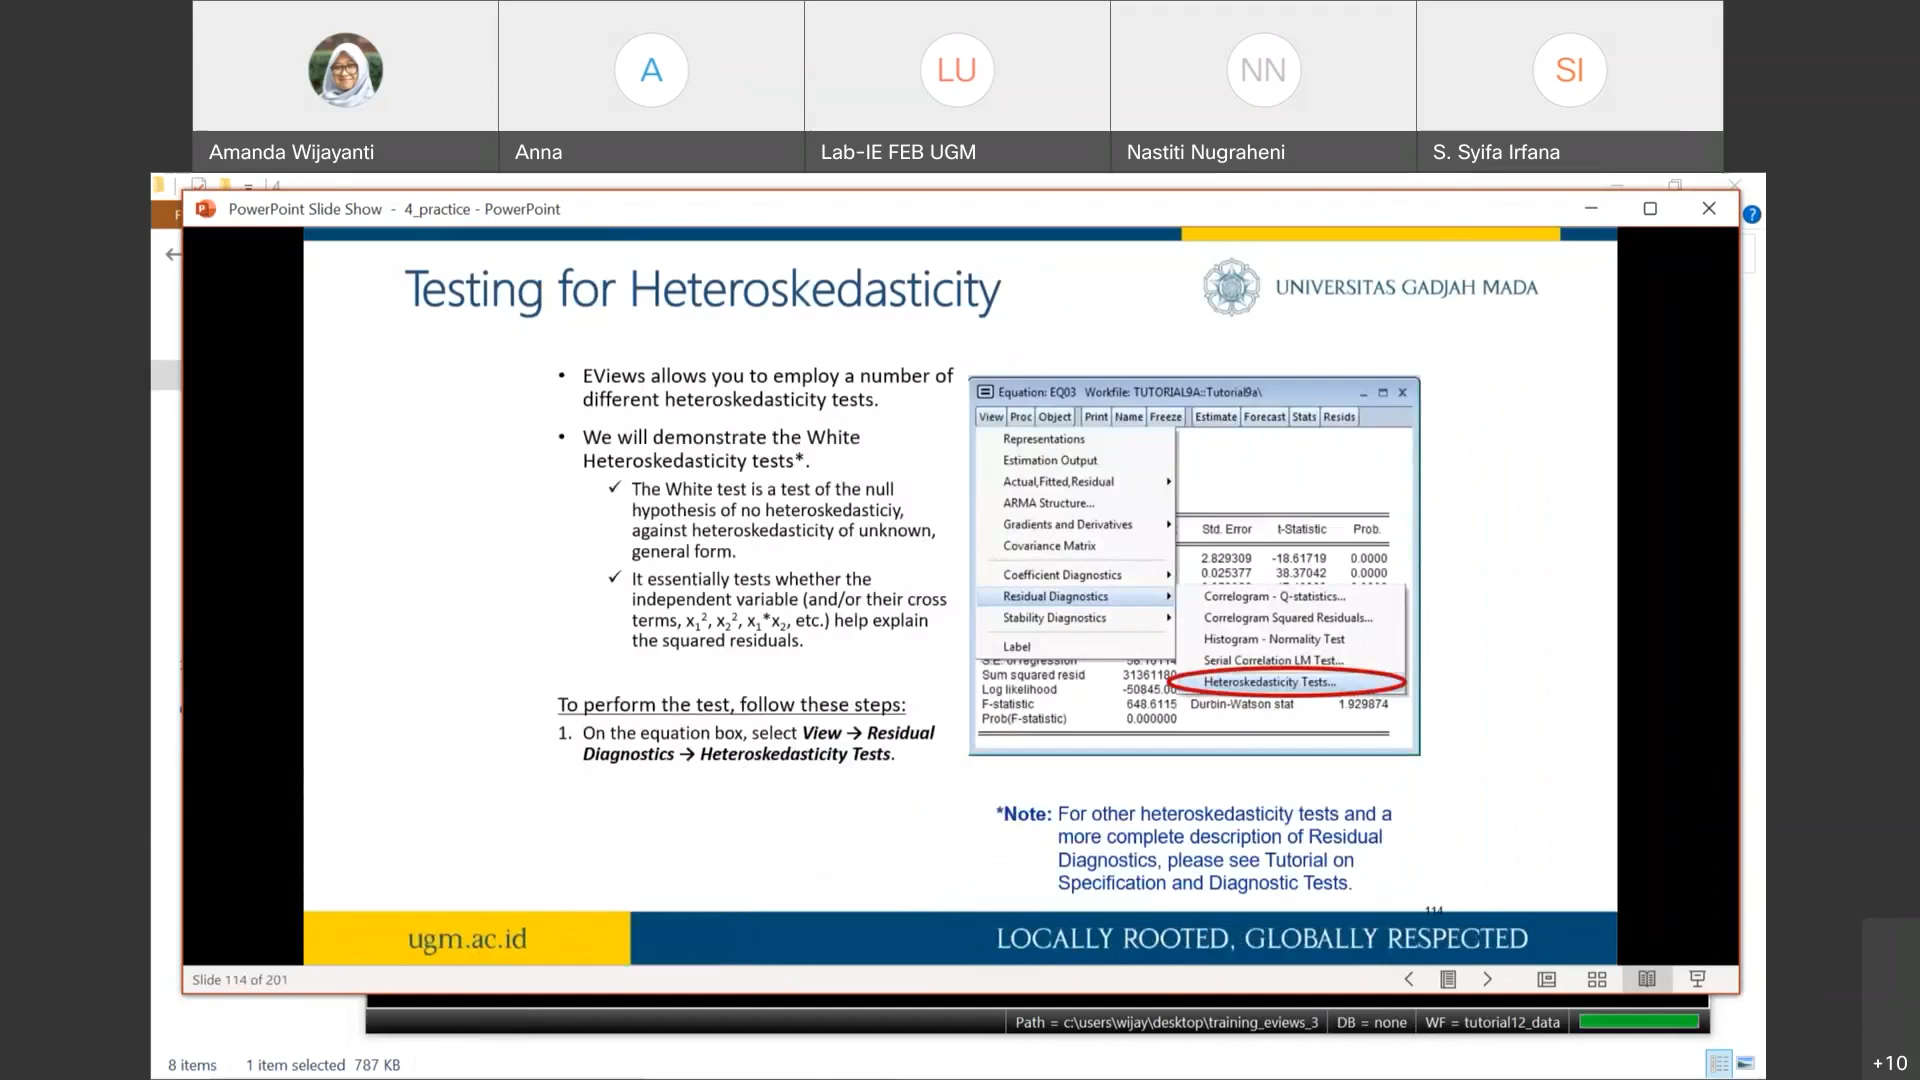 A
LU
NN
SI
Amanda Wijayanti
Anna
Lab-IE FEB UGM
Nastiti Nugraheni
S. Syifa Irfana
PowerPoint Slide Show - 4_practice - PowerPoint
Testing for Heteroskedasticity
UNIVERSITAS GADJAH MADA
• EViews allows you to employ a number of
different heteroskedasticity tests.
• We will demonstrate the White
Heteroskedasticity tests*.
✓ The White test is a test of the null
hypothesis of no heteroskedasticiy,
against heteroskedasticity of unknown,
general form.
✓ It essentially tests whether the
independent variable (and/or their cross
terms, x₁², x₂², x₁*x₂, etc.) help explain
the squared residuals.
To perform the test, follow these steps:
1. On the equation box, select View → Residual
Diagnostics → Heteroskedasticity Tests.
Equation: EQ03 Workfile: TUTORIAL9A::Tutorial9a\
View Proc Object Print Name Freeze Estimate Forecast Stats Resids
Representations
Estimation Output
Actual,Fitted,Residual
ARMA Structure...
Gradients and Derivatives
Covariance Matrix
Coefficient Diagnostics
Residual Diagnostics
Stability Diagnostics
Label
Std. Error t-Statistic Prob.
2.829309 -18.61719 0.0000
0.025377 38.37042 0.0000
Correlogram - Q-statistics...
Correlogram Squared Residuals...
Histogram - Normality Test
Serial Correlation LM Test...
Heteroskedasticity Tests...
S.E. of regression
Sum squared resid 31361180
Log likelihood -50845.00
F-statistic 648.6115 Durbin-Watson stat 1.929874
Prob(F-statistic) 0.000000
*Note: For other heteroskedasticity tests and a
more complete description of Residual
Diagnostics, please see Tutorial on
Specification and Diagnostic Tests.
114
ugm.ac.id
LOCALLY ROOTED, GLOBALLY RESPECTED
Slide 114 of 201
Path = c:\users\wijay\desktop\training_eviews_3 DB = none WF = tutorial12_data
8 items 1 item selected 787 KB
+10